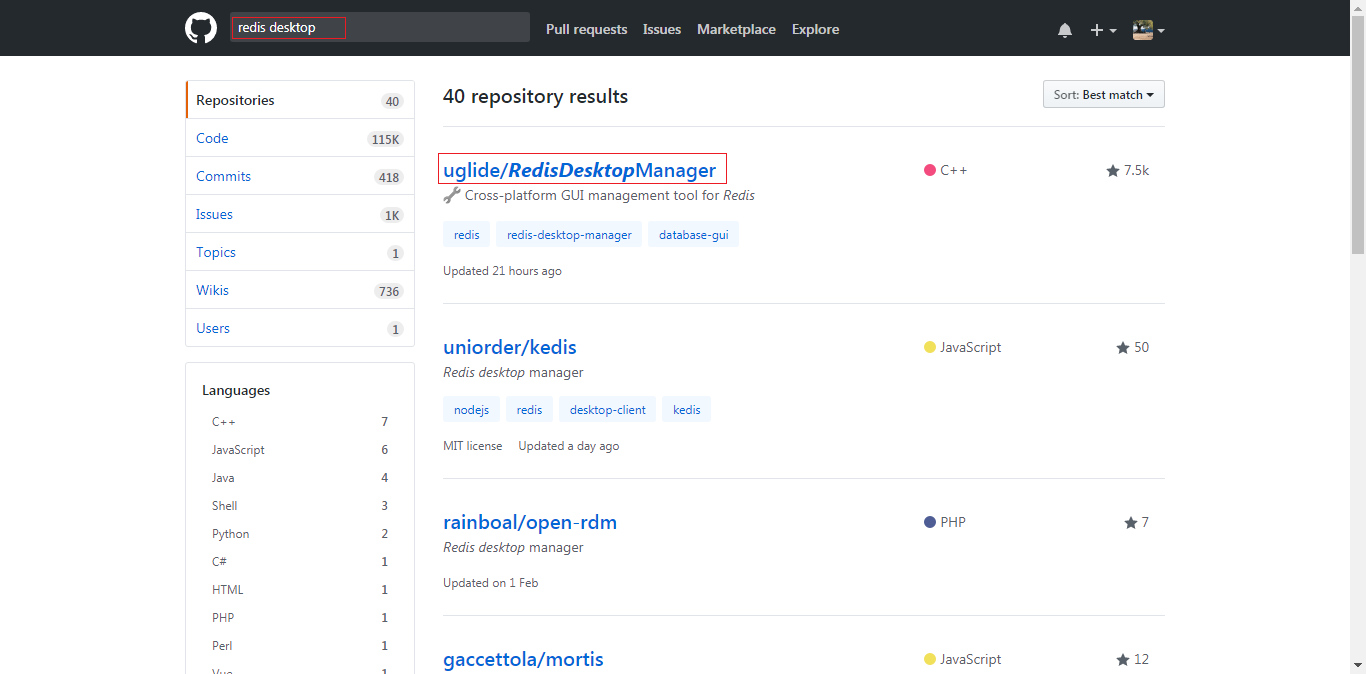 redis desktop
Pull requests Issues Marketplace Explore
Repositories 40
Code 115K
Commits 418
Issues 1K
Topics 1
Wikis 736
Users 1
Languages
C++ 7
JavaScript 6
Java 4
Shell 3
Python 2
C# 1
HTML 1
PHP 1
Perl 1
Vue 1
40 repository results
Sort: Best match
uglide/RedisDesktopManager C++ 7.5k
Cross-platform GUI management tool for Redis
redis redis-desktop-manager database-gui
Updated 21 hours ago
uniorder/kedis JavaScript 50
Redis desktop manager
nodejs redis desktop-client kedis
MIT license Updated a day ago
rainboal/open-rdm PHP 7
Redis desktop manager
Updated on 1 Feb
gaccettola/mortis JavaScript 12